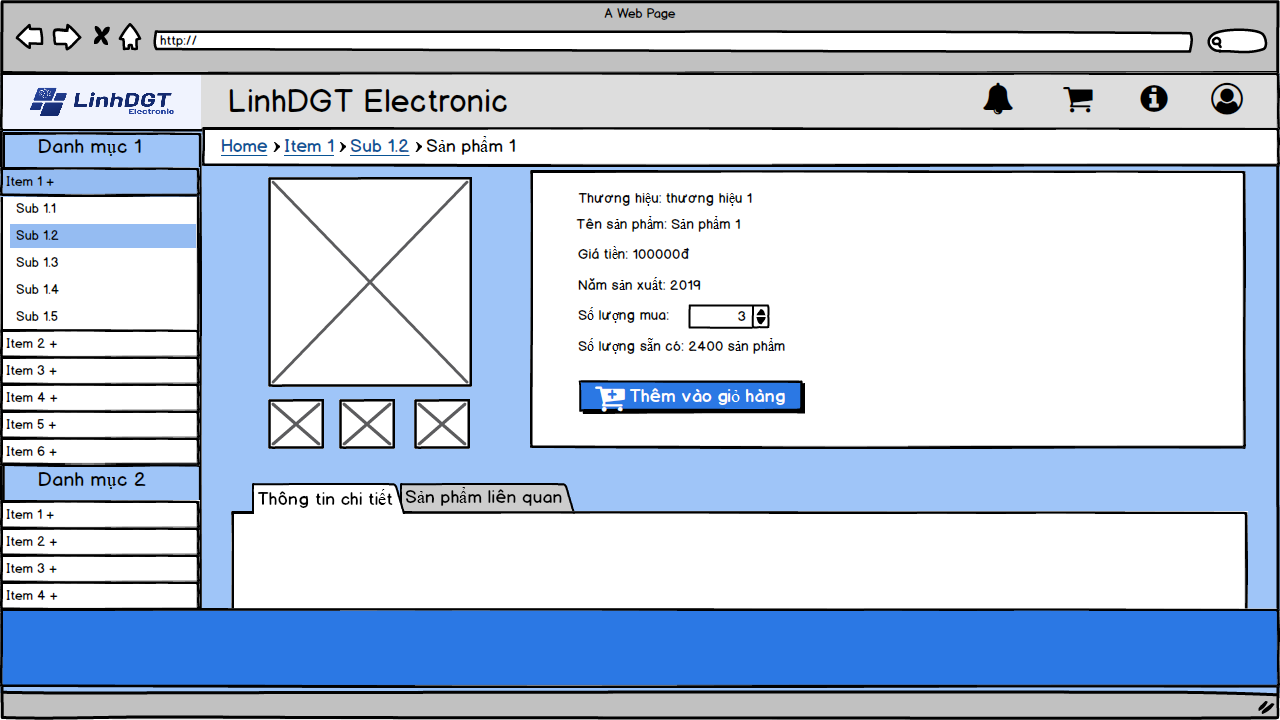 A Web Page
http://
LinhDGT
Electronic
LinhDGT Electronic
Home › Item 1 › Sub 1.2 › Sản phẩm 1
Danh mục 1
Item 1 +
Sub 1.1
Sub 1.2
Sub 1.3
Sub 1.4
Sub 1.5
Item 2 +
Item 3 +
Item 4 +
Item 5 +
Item 6 +
Danh mục 2
Item 1 +
Item 2 +
Item 3 +
Item 4 +
Thương hiệu: thương hiệu 1
Tên sản phẩm: Sản phẩm 1
Giá tiền: 100000đ
Năm sản xuất: 2019
Số lượng mua: 3
Số lượng sẵn có: 2400 sản phẩm
Thêm vào giỏ hàng
Thông tin chi tiết
Sản phẩm liên quan